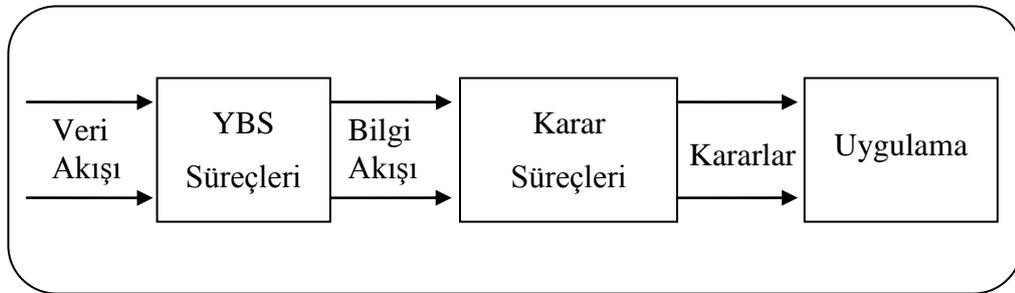 Veri
Akışı
YBS
Süreçleri
Bilgi
Akışı
Karar
Süreçleri
Kararlar
Uygulama